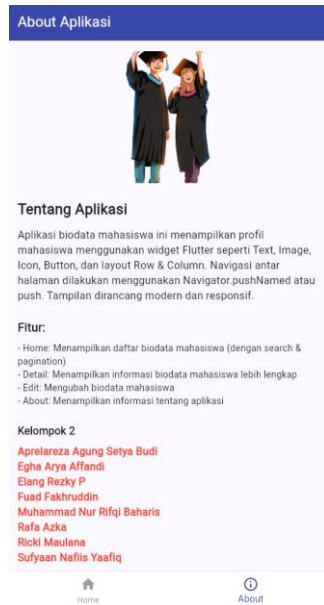 About Aplikasi
Tentang Aplikasi
Aplikasi biodata mahasiswa ini menampilkan profil
mahasiswa menggunakan widget Flutter seperti Text, Image,
Icon, Button, dan layout Row & Column. Navigasi antar
halaman dilakukan menggunakan Navigator.pushNamed atau
push. Tampilan dirancang modern dan responsif.
Fitur:
- Home: Menampilkan daftar biodata mahasiswa (dengan search &
pagination)
- Detail: Menampilkan informasi biodata mahasiswa lebih lengkap
- Edit: Mengubah biodata mahasiswa
- About: Menampilkan informasi tentang aplikasi
Kelompok 2
Aprelareza Agung Setya Budi
Egha Arya Affandi
Elang Rezky P
Fuad Fakhruddin
Muhammad Nur Rifqi Baharis
Rafa Azka
Ricki Maulana
Sufyaan Nafiis Yaafiq
Home
About